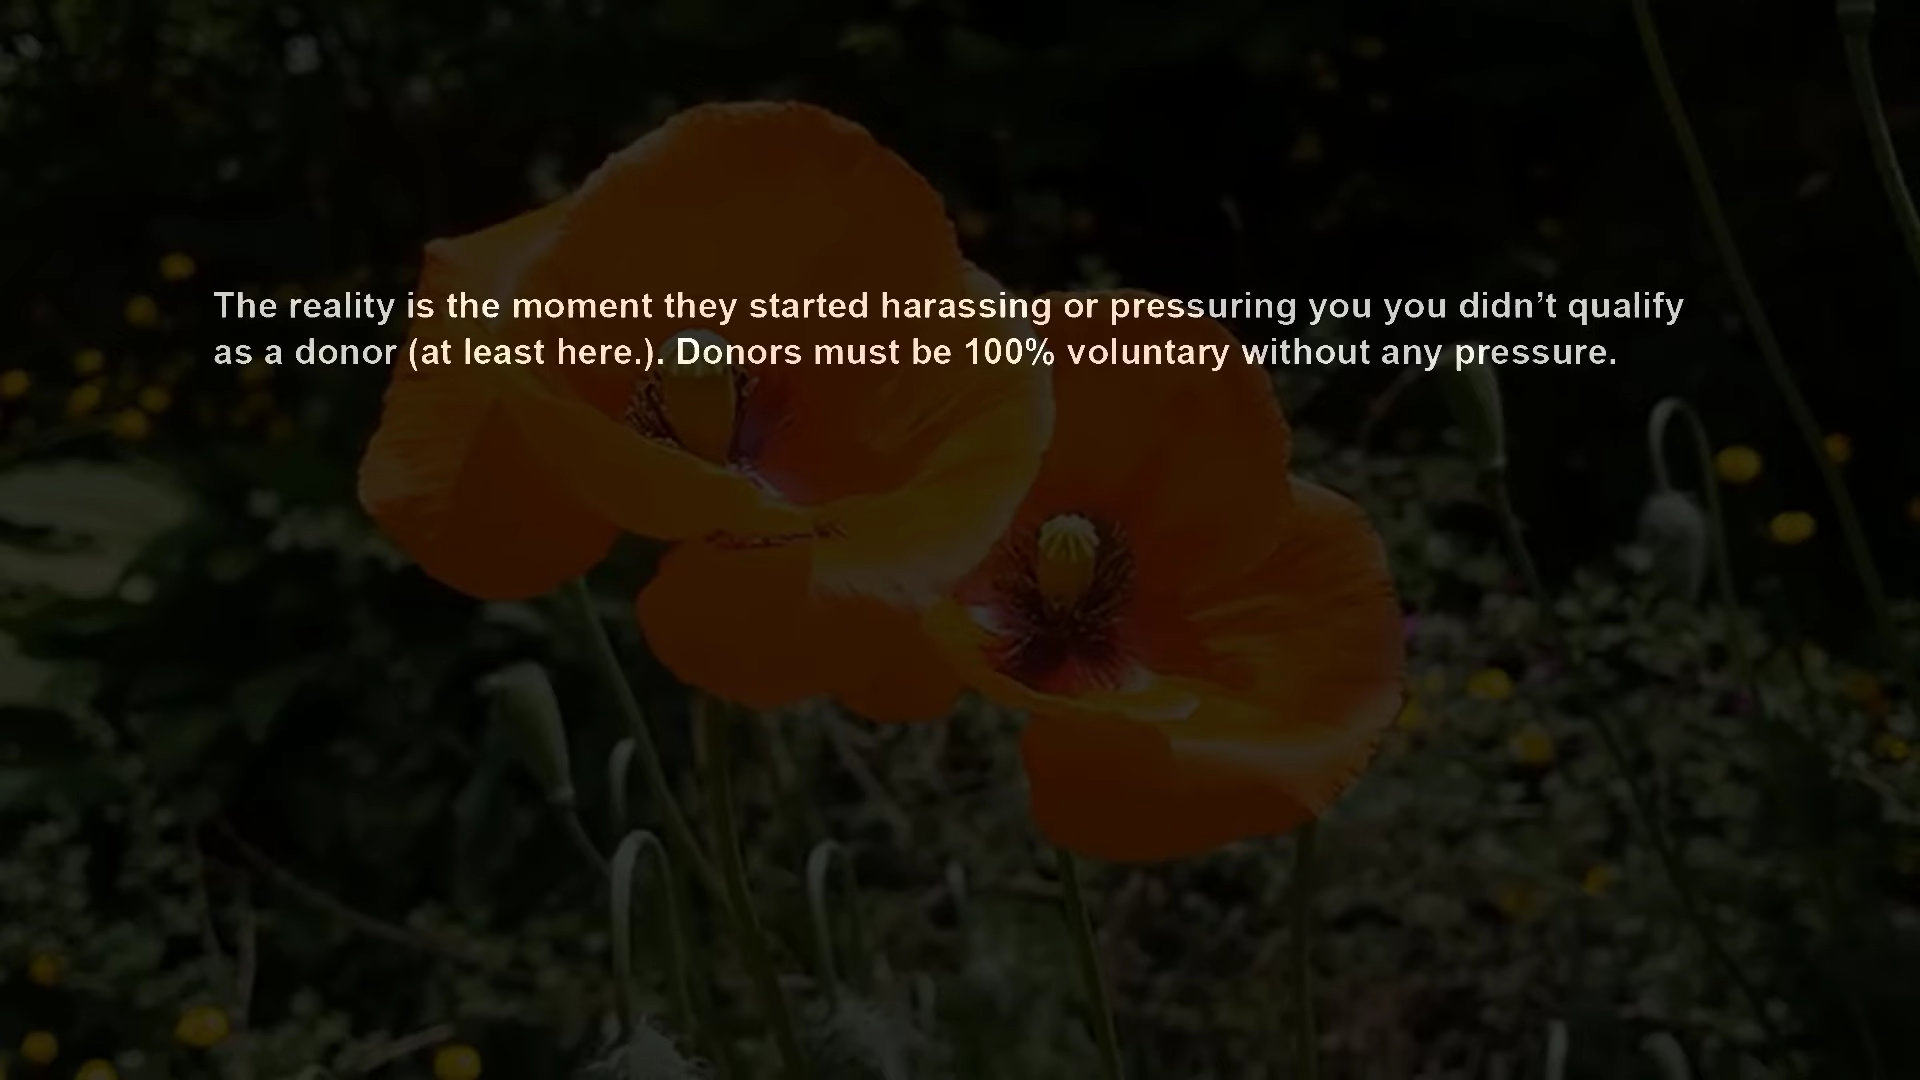 The reality is the moment they started harassing or pressuring you you didn’t qualify
as a donor (at least here.). Donors must be 100% voluntary without any pressure.